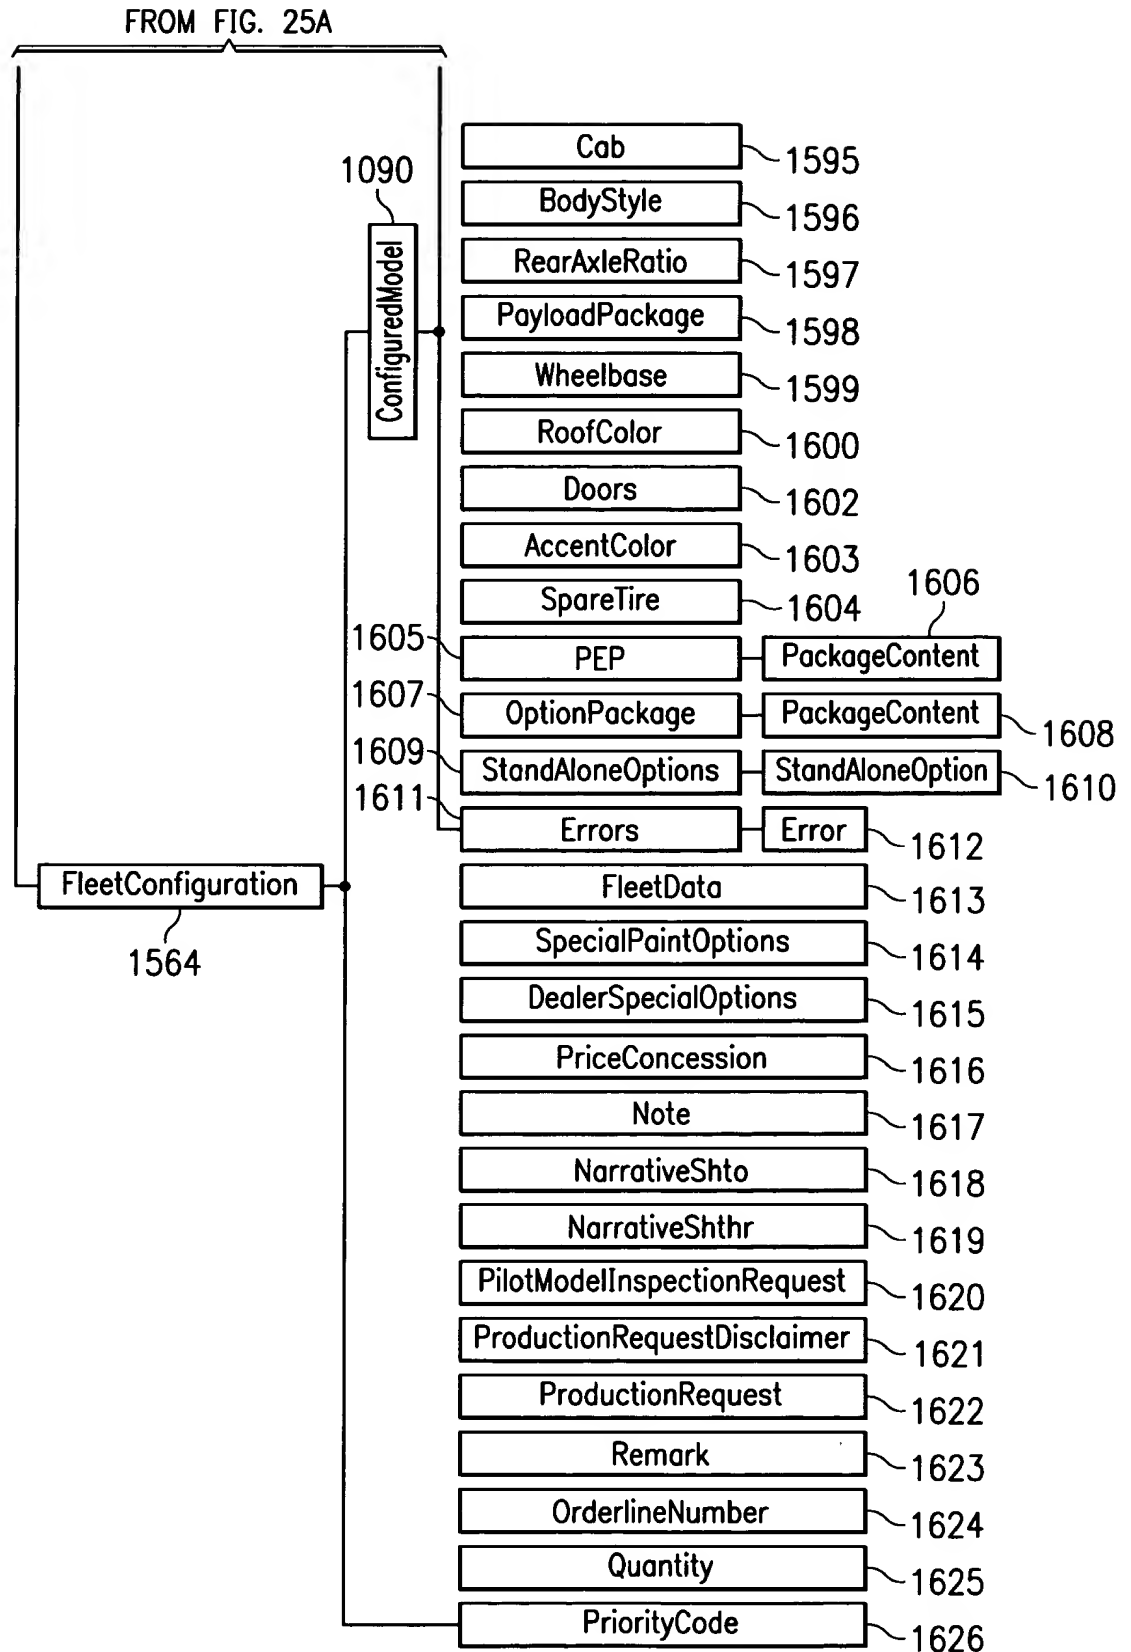 FROM FIG. 25A
1090
ConfiguredModel
Cab
1595
BodyStyle
1596
RearAxleRatio
1597
PayloadPackage
1598
Wheelbase
1599
RoofColor
1600
Doors
1602
AccentColor
1603
SpareTire
1604
1605
PEP
PackageContent
1606
1607
OptionPackage
PackageContent
1608
1609
StandAloneOptions
StandAloneOption
1610
1611
Errors
Error
1612
FleetConfiguration
1564
FleetData
1613
SpecialPaintOptions
1614
DealerSpecialOptions
1615
PriceConcession
1616
Note
1617
NarrativeShto
1618
NarrativeShthr
1619
PilotModelInspectionRequest
1620
ProductionRequestDisclaimer
1621
ProductionRequest
1622
Remark
1623
OrderlineNumber
1624
Quantity
1625
PriorityCode
1626